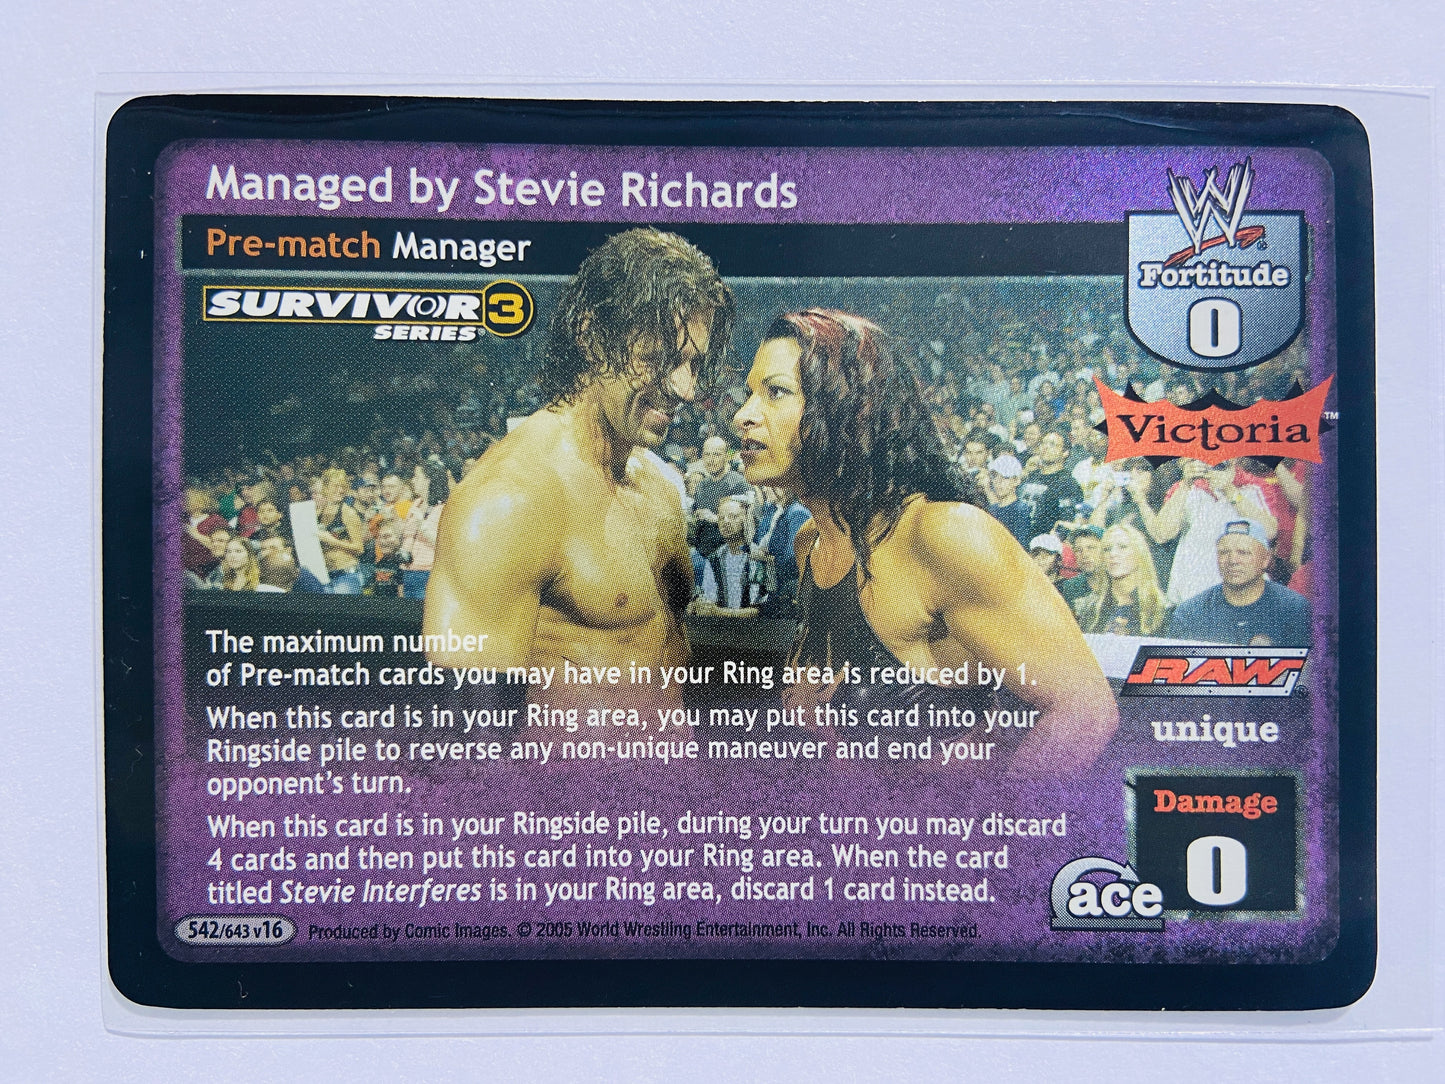 Managed by Stevie Richards
Pre-match Manager
SURVIVOR 3
SERIES®
W
Fortitude
0
Victoria™
The maximum number
of Pre-match cards you may have in your Ring area is reduced by 1.
When this card is in your Ring area, you may put this card into your
Ringside pile to reverse any non-unique maneuver and end your
opponent's turn.
When this card is in your Ringside pile, during your turn you may discard
4 cards and then put this card into your Ring area. When the card
titled Stevie Interferes is in your Ring area, discard 1 card instead.
RAW
unique
Damage
0
ace
542/643 v16 Produced by Comic Images. © 2005 World Wrestling Entertainment, Inc. All Rights Reserved.